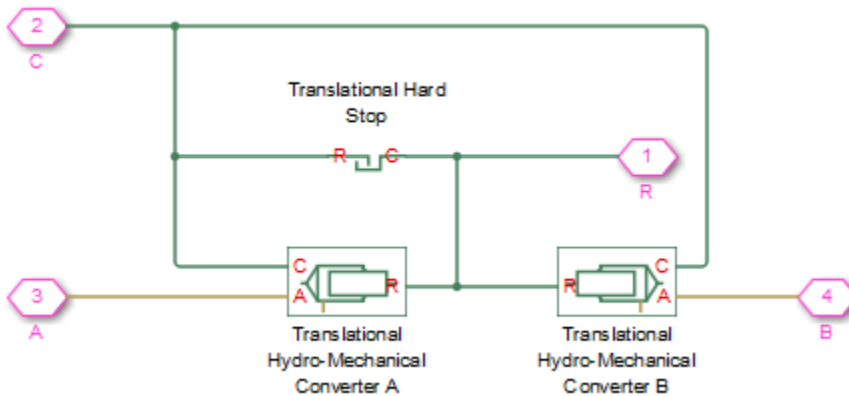 2
C
Translational Hard
Stop
R C
1
R
C
A R
R C
A
3
A
4
B
Translational
Hydro-Mechanical
Converter A
Translational
Hydro-Mechanical
Converter B